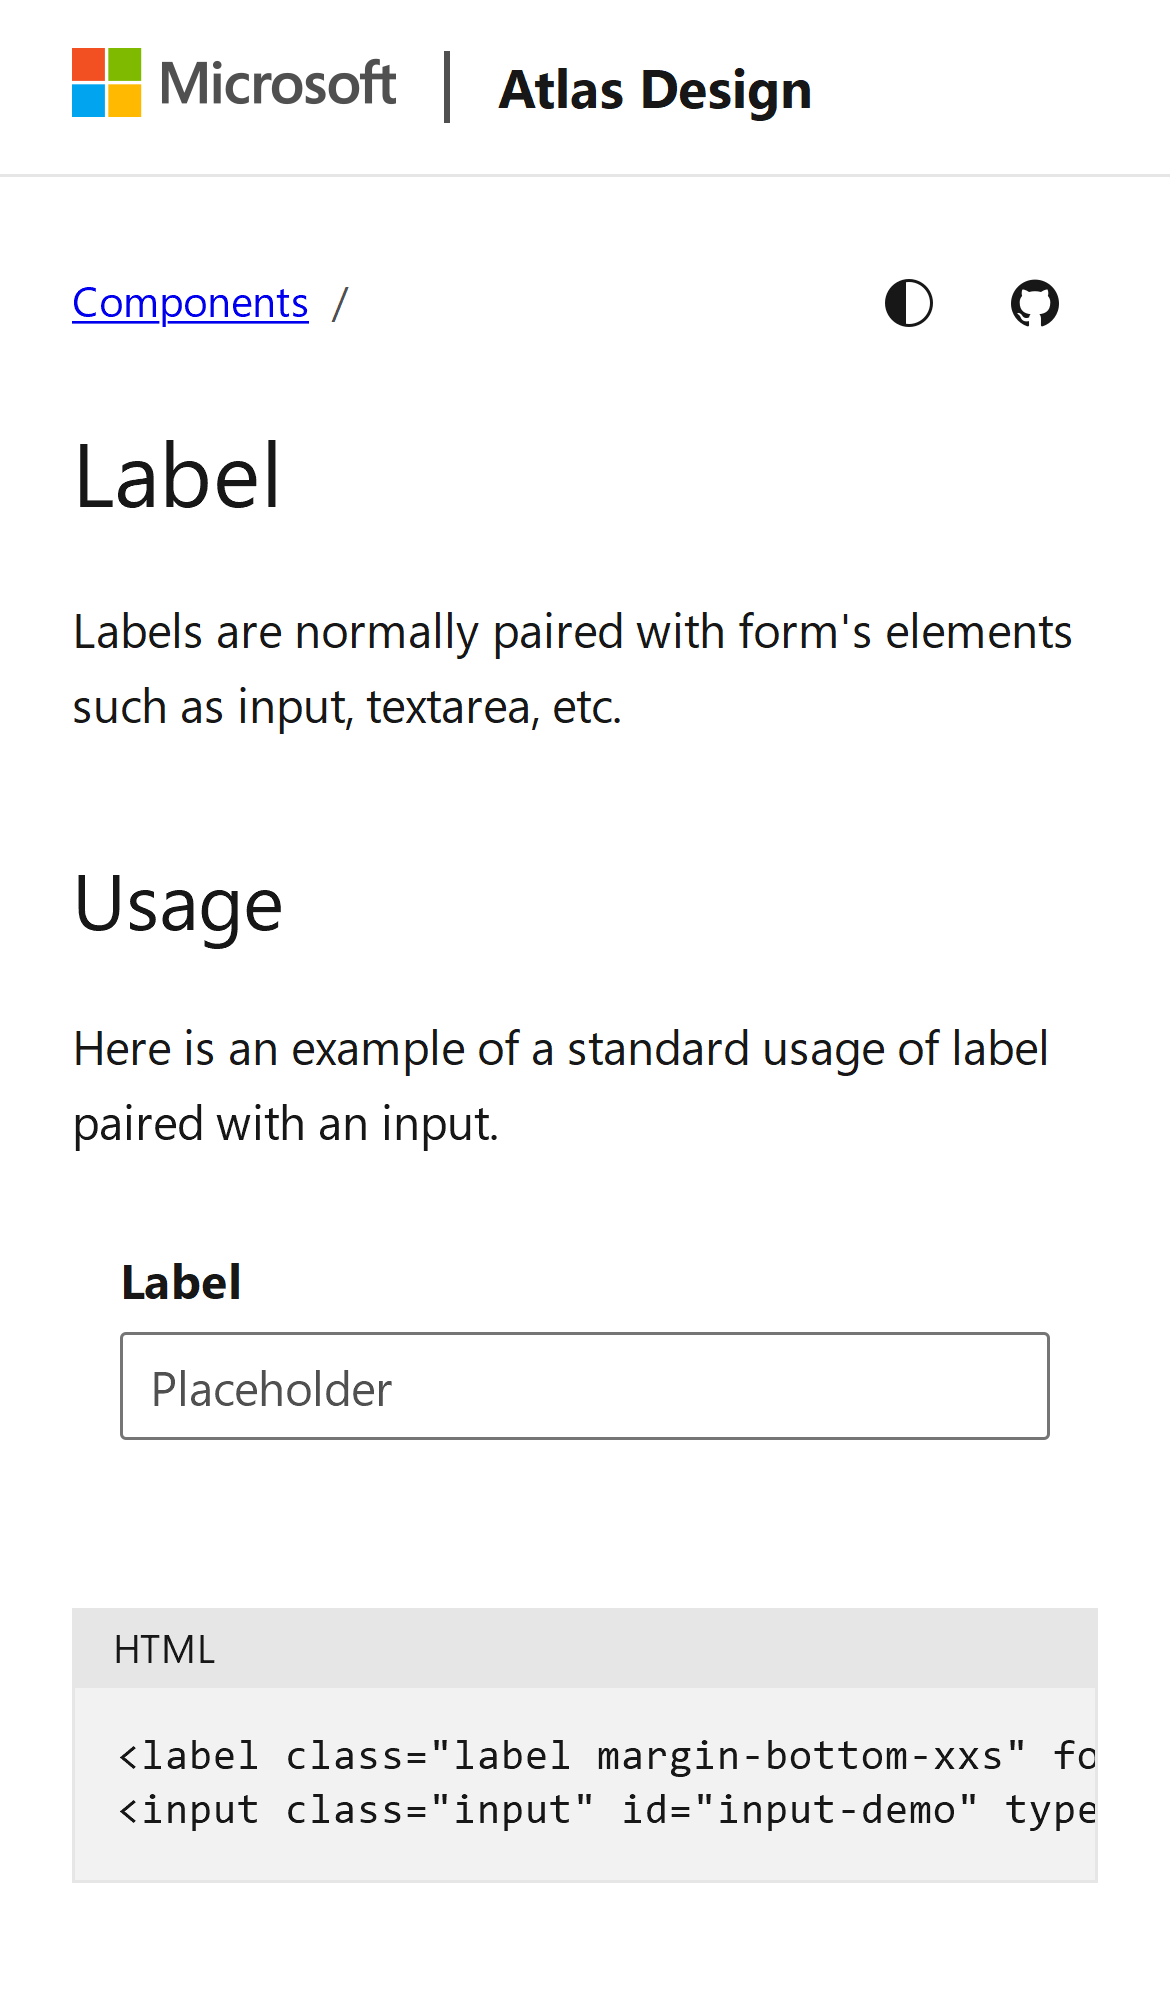 Microsoft | Atlas Design
Components /
Label
Labels are normally paired with form's elements
such as input, textarea, etc.
Usage
Here is an example of a standard usage of label
paired with an input.
Label
Placeholder
HTML
<label class="label margin-bottom-xxs" fo
<input class="input" id="input-demo" type